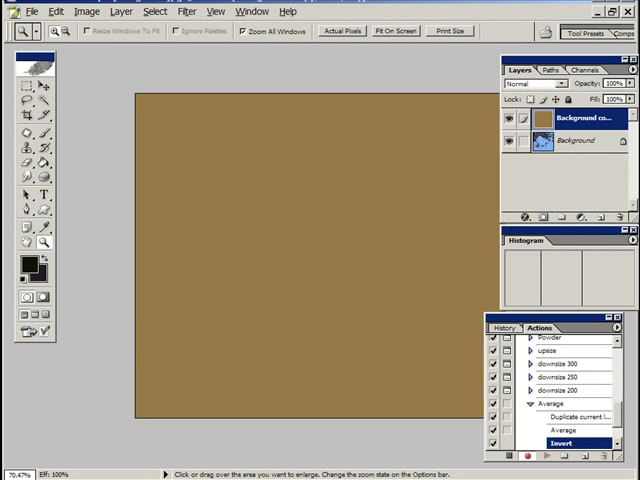 File Edit Image Layer Select Filter View Window Help
Resize Windows To Fit Ignore Palettes Zoom All Windows Actual Pixels Fit On Screen Print Size Tool Presets Comps
Layers Paths Channels
Normal Opacity: 100%
Lock: Fill: 100%
Background co...
Background
Histogram
History Actions
Powder
upsize
downsize 300
downsize 250
downsize 200
Average
Duplicate current l...
Average
Invert
70.47% Eff: 100% Click or drag over the area you want to enlarge. Change the zoom state on the Options bar.